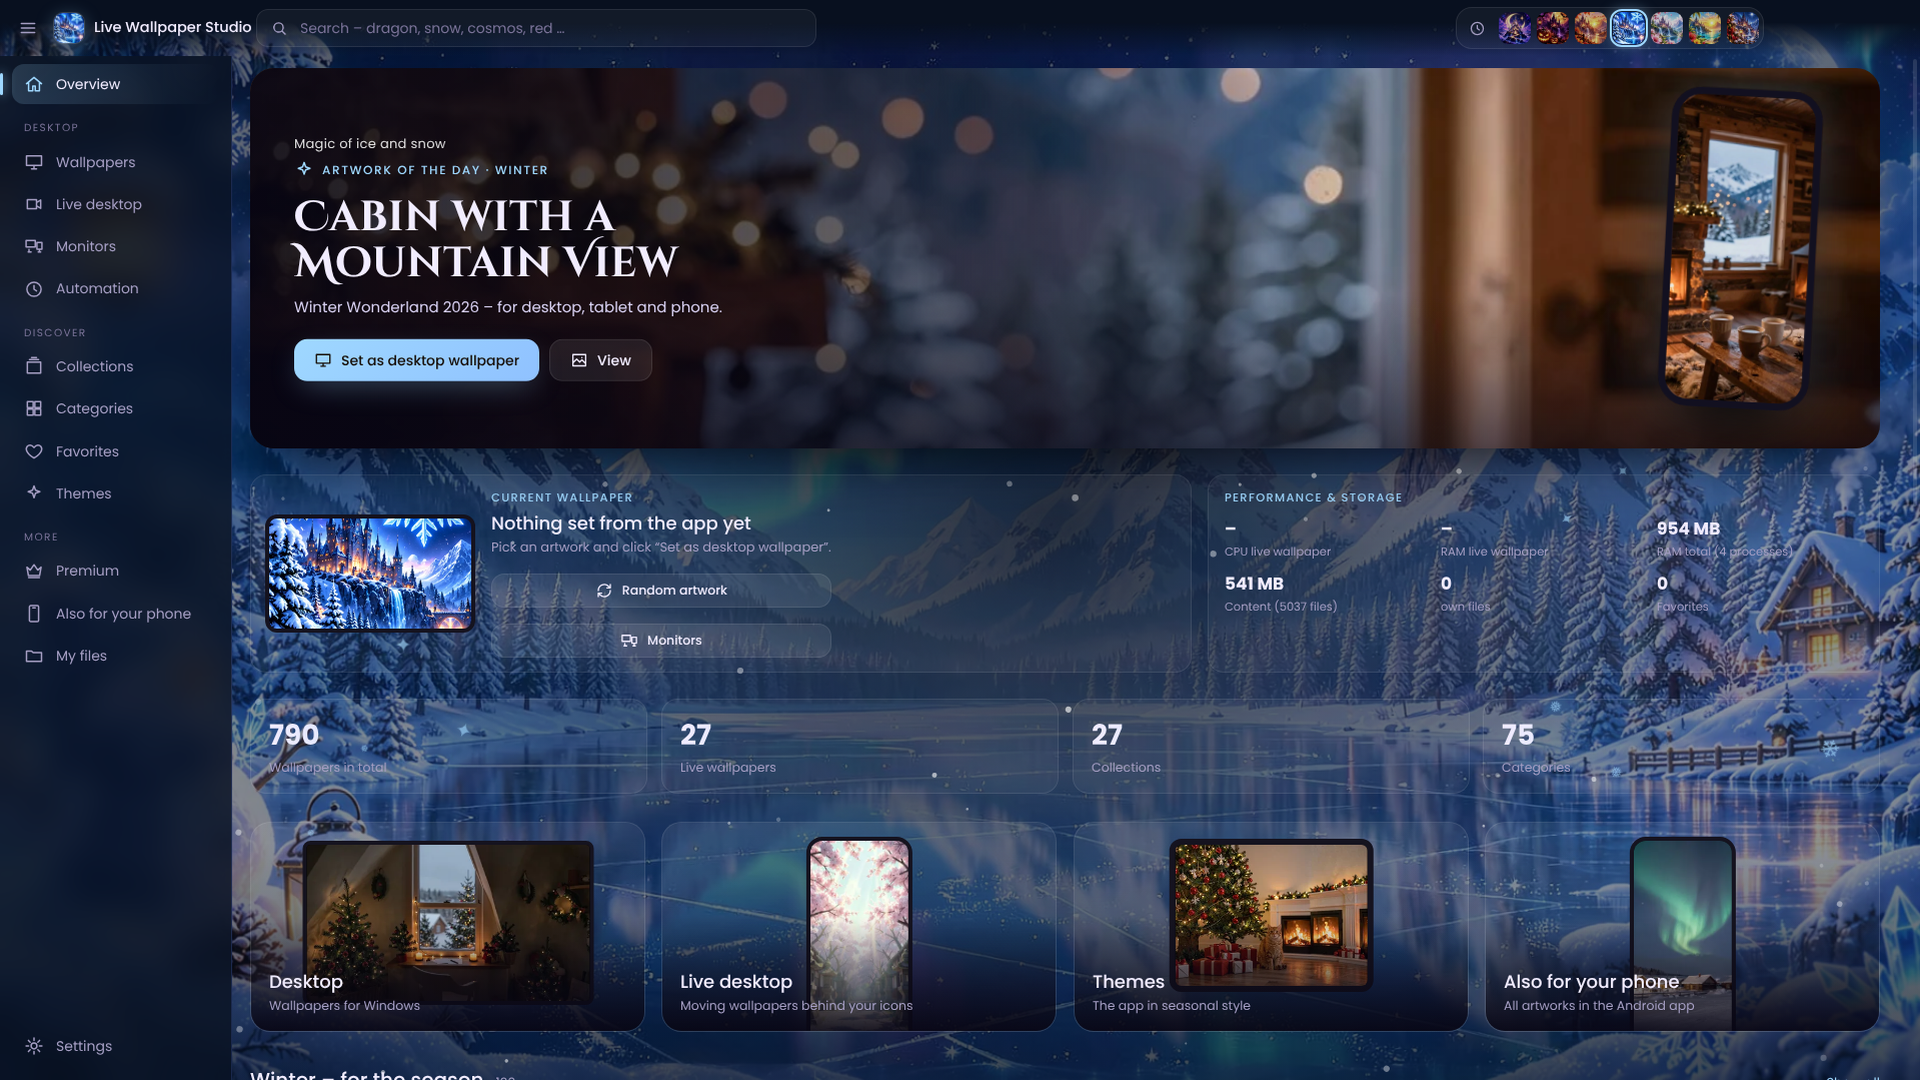 Live Wallpaper Studio
Search – dragon, snow, cosmos, red ...
Overview
DESKTOP
Wallpapers
Live desktop
Monitors
Automation
DISCOVER
Collections
Categories
Favorites
Themes
MORE
Premium
Also for your phone
My files
Settings
Magic of ice and snow
ARTWORK OF THE DAY · WINTER
CABIN WITH A
MOUNTAIN VIEW
Winter Wonderland 2026 – for desktop, tablet and phone.
Set as desktop wallpaper
View
CURRENT WALLPAPER
Nothing set from the app yet
Pick an artwork and click “Set as desktop wallpaper”.
Random artwork
Monitors
PERFORMANCE & STORAGE
–
CPU live wallpaper
–
RAM live wallpaper
954 MB
RAM total (4 processes)
541 MB
Content (5037 files)
0
own files
0
Favorites
790
Wallpapers in total
27
Live wallpapers
27
Collections
75
Categories
Desktop
Wallpapers for Windows
Live desktop
Moving wallpapers behind your icons
Themes
The app in seasonal style
Also for your phone
All artworks in the Android app
Winter – for the season